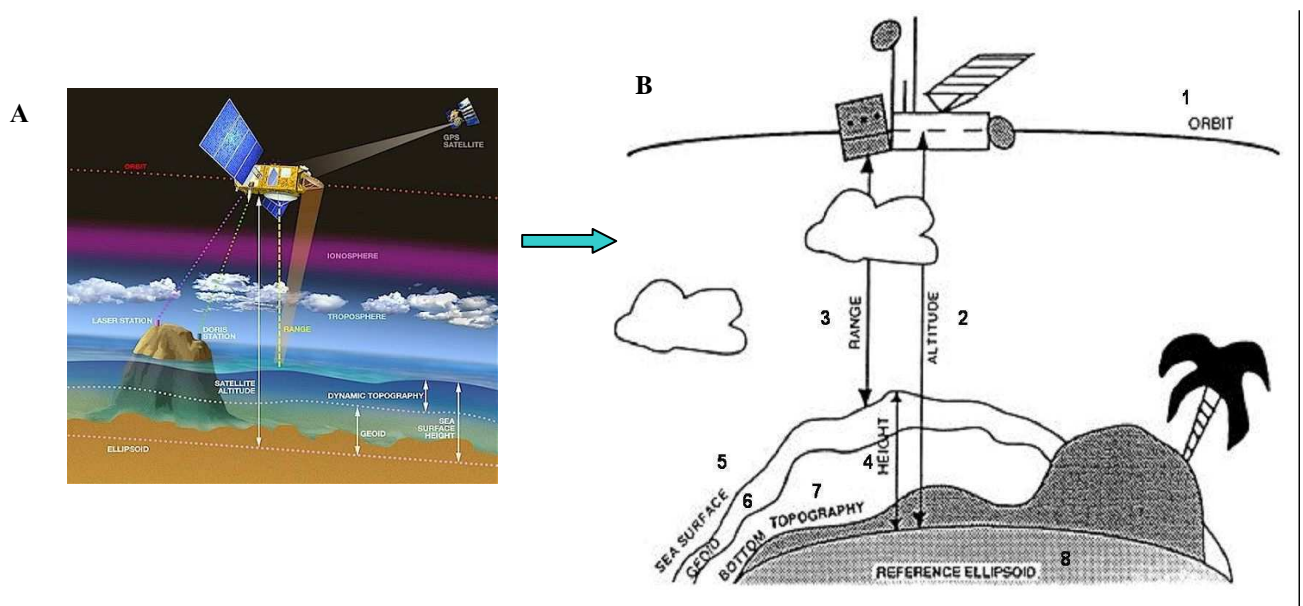 A
GPS
SATELLITE
ORBIT
IONOSPHERE
TROPOSPHERE
LASER STATION
DORIS
STATION
RANGE
SATELLITE
ALTITUDE
DYNAMIC TOPOGRAPHY
SEA
SURFACE
HEIGHT
GEOID
ELLIPSOID
B
1
ORBIT
3
RANGE
2
ALTITUDE
4
HEIGHT
5
SEA SURFACE
6
GEOID
7
BOTTOM TOPOGRAPHY
8
REFERENCE ELLIPSOID